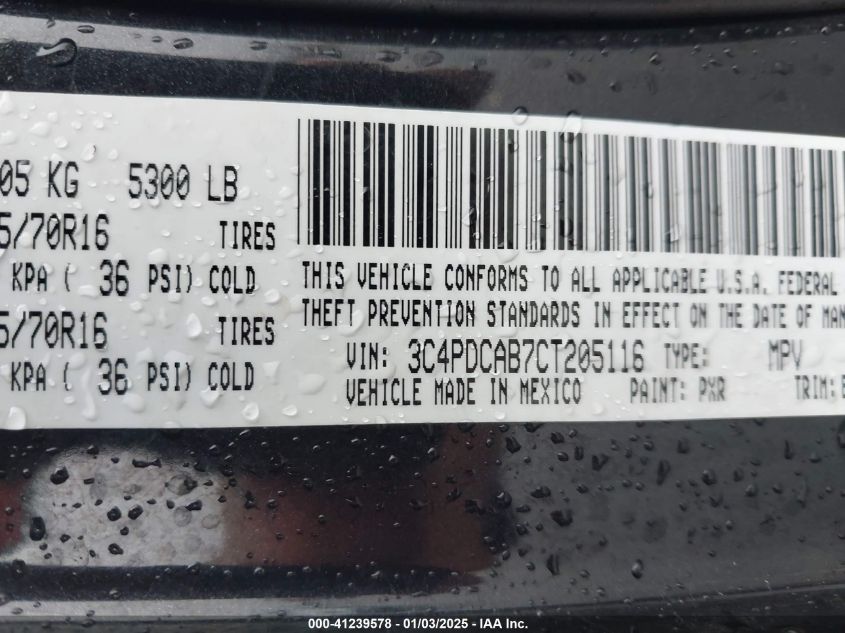 05 KG 5300 LB
5/70R16 TIRES
KPA ( 36 PSI) COLD
5/70R16 TIRES
KPA ( 36 PSI) COLD
THIS VEHICLE CONFORMS TO ALL APPLICABLE U.S.A. FEDERAL
THEFT PREVENTION STANDARDS IN EFFECT ON THE DATE OF MAN
VIN: 3C4PDCAB7CT205116 TYPE: MPV
VEHICLE MADE IN MEXICO PAINT: PXR TRIM:
000-41239578 - 01/03/2025 - IAA Inc.